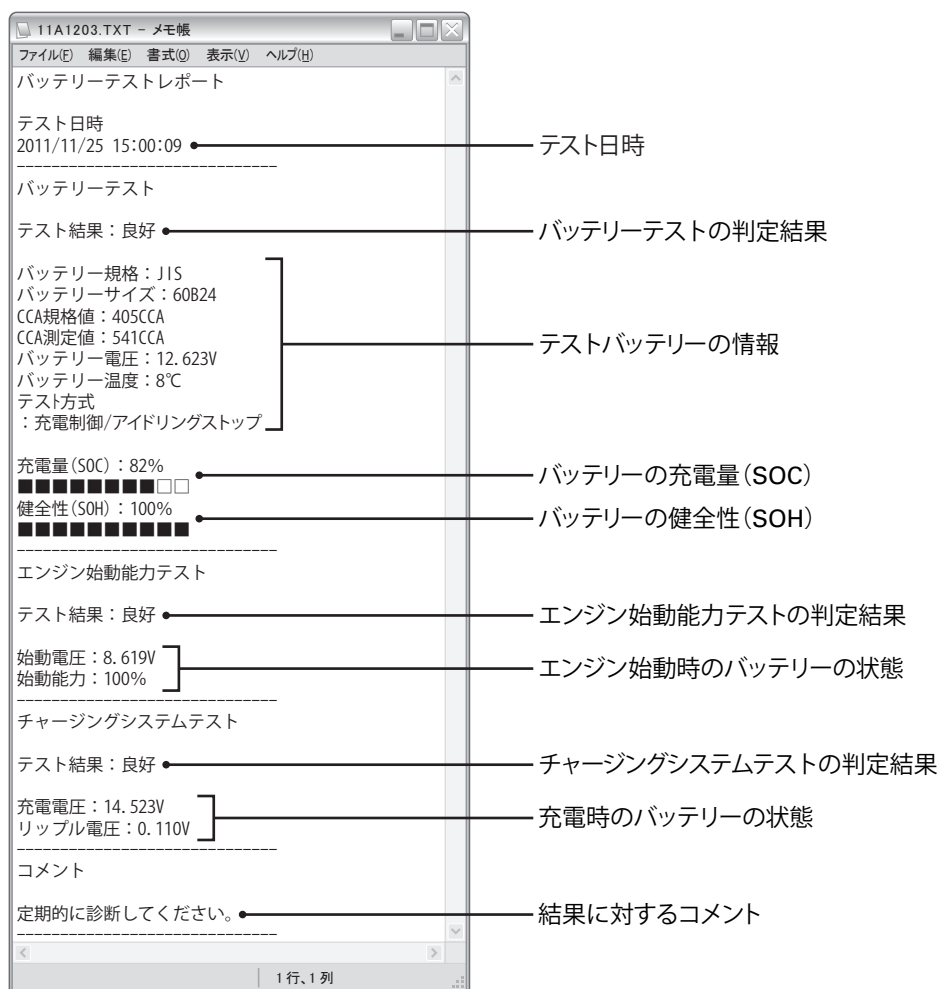 11A1203.TXT - メモ帳
ファイル(F) 編集(E) 書式(O) 表示(V) ヘルプ(H)
バッテリーテストレポート
テスト日時
2011/11/25 15:00:09
テスト日時
------------------------------
バッテリーテスト
テスト結果：良好
バッテリーテストの判定結果
バッテリー規格：JIS
バッテリーサイズ：60B24
CCA規格値：405CCA
CCA測定値：541CCA
バッテリー電圧：12.623V
バッテリー温度：8℃
テスト方式
：充電制御/アイドリングストップ
テストバッテリーの情報
充電量(SOC)：82%
■■■■■■■■□□
バッテリーの充電量（SOC）
健全性(SOH)：100%
■■■■■■■■■■
バッテリーの健全性（SOH）
------------------------------
エンジン始動能力テスト
テスト結果：良好
エンジン始動能力テストの判定結果
始動電圧：8.619V
始動能力：100%
エンジン始動時のバッテリーの状態
------------------------------
チャージングシステムテスト
テスト結果：良好
チャージングシステムテストの判定結果
充電電圧：14.523V
リップル電圧：0.110V
充電時のバッテリーの状態
------------------------------
コメント
定期的に診断してください。
結果に対するコメント
------------------------------
1行、1列